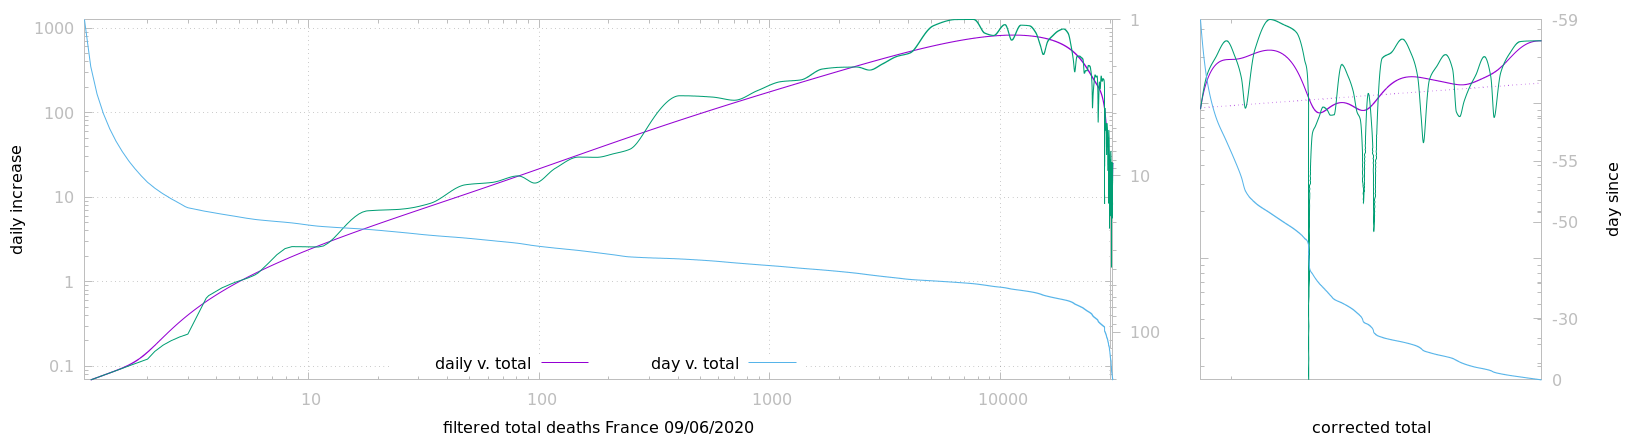 daily increase
1000
100
10
1
0.1
10
100
1000
10000
1
10
100
daily v. total
day v. total
filtered total deaths France 09/06/2020
-59
-55
-50
-30
0
day since
corrected total